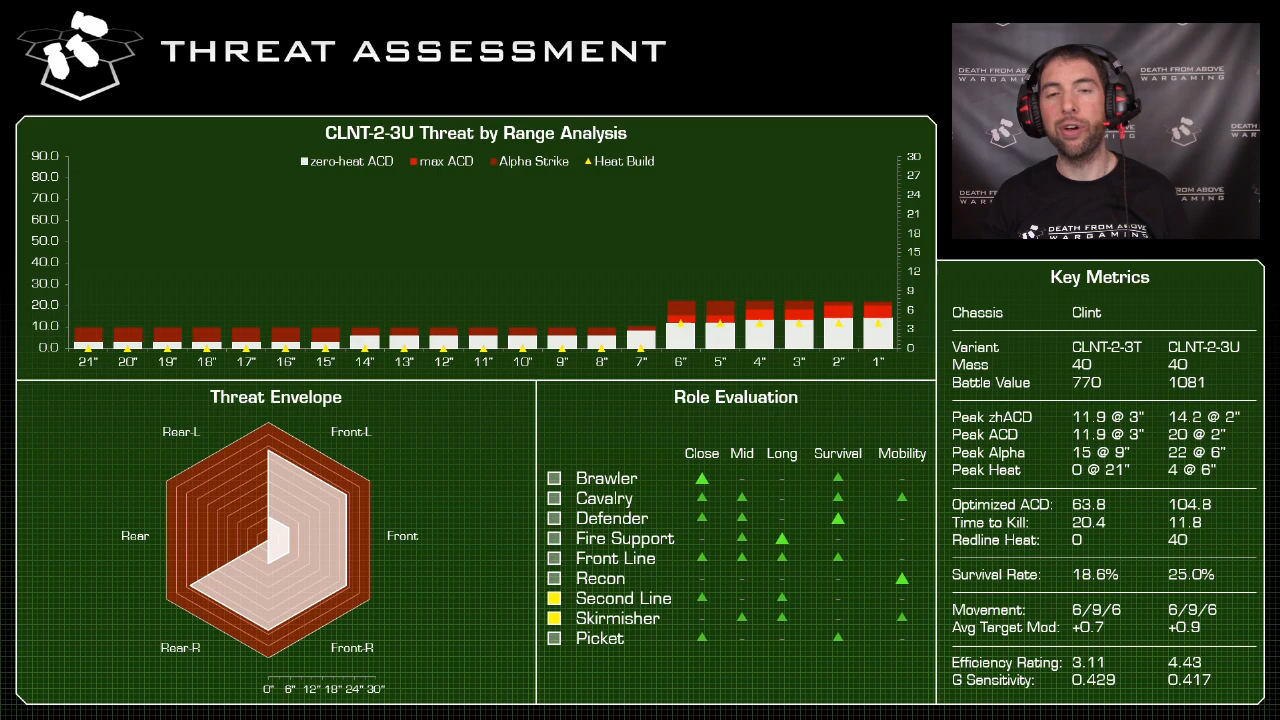 THREAT ASSESSMENT
DEATH FROM ABOVE WARGAMING
DEATH FROM ABOVE
WARGAMING
CLNT-2-3U Threat by Range Analysis
zero-heat ACD max ACD Alpha Strike Heat Build
90.0 80.0 70.0 60.0 50.0 40.0 30.0 20.0 10.0 0.0
30 27 24 21 18 15 12 9 6 3 0
21" 20" 19" 18" 17" 16" 15" 14" 13" 12" 11" 10" 9" 8" 7" 6" 5" 4" 3" 2" 1"
Threat Envelope
Rear-L Front-L
Rear Front
Rear-R Front-R
0" 6" 12" 18" 24" 30"
Role Evaluation
Close Mid Long Survival Mobility
Brawler - - -
Cavalry -
Defender - -
Fire Support - - -
Front Line -
Recon - - - -
Second Line - - -
Skirmisher - -
Picket - - -
Key Metrics
Chassis Clint
Variant CLNT-2-3T CLNT-2-3U
Mass 40 40
Battle Value 770 1081
Peak zhACD 11.9 @ 3" 14.2 @ 2"
Peak ACD 11.9 @ 3" 20 @ 2"
Peak Alpha 15 @ 9" 22 @ 6"
Peak Heat 0 @ 21" 4 @ 6"
Optimized ACD: 63.8 104.8
Time to Kill: 20.4 11.8
Redline Heat: 0 40
Survival Rate: 18.6% 25.0%
Movement: 6/9/6 6/9/6
Avg Target Mod: +0.7 +0.9
Efficiency Rating: 3.11 4.43
G Sensitivity: 0.429 0.417